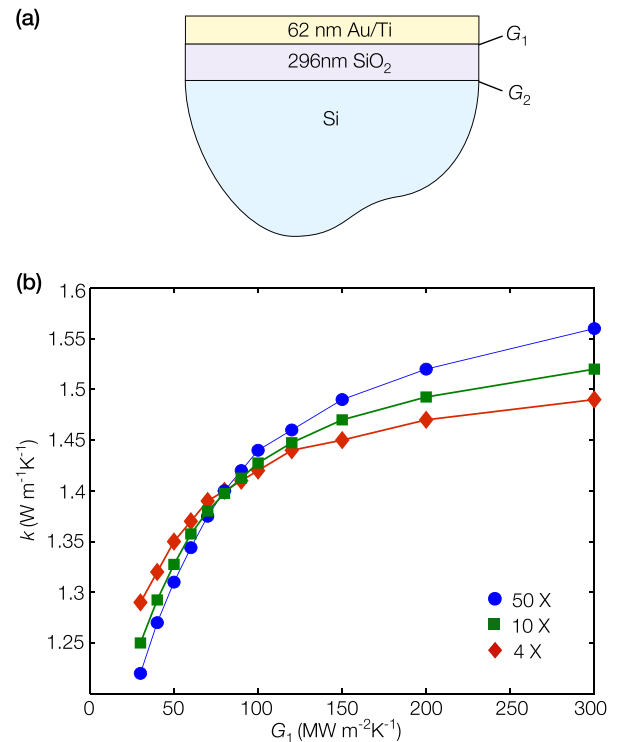 (a)
62 nm Au/Ti
G₁
296nm SiO₂
G₂
Si
(b)
1.6
1.55
1.5
1.45
1.4
1.35
1.3
1.25
k (W m⁻¹K⁻¹)
50 X
10 X
4 X
0 50 100 150 200 250 300
G₁ (MW m⁻²K⁻¹)